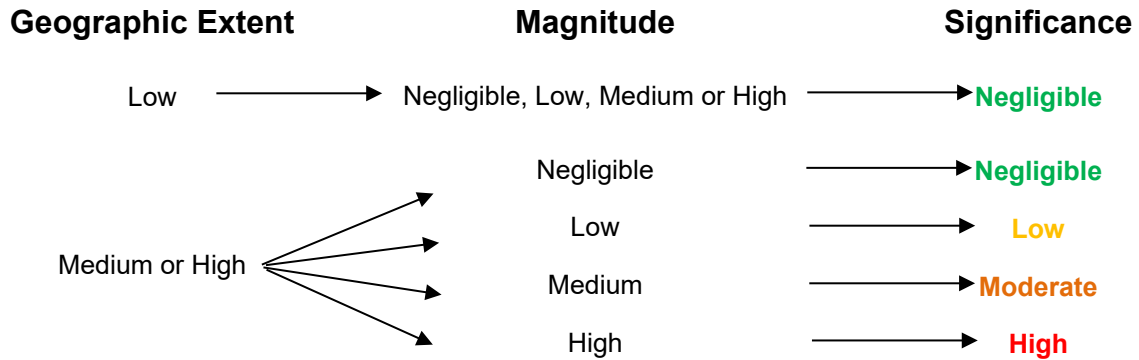 Geographic Extent Magnitude Significance
Low Negligible, Low, Medium or High Negligible
Negligible Negligible
Low Low
Medium or High
Medium Moderate
High High